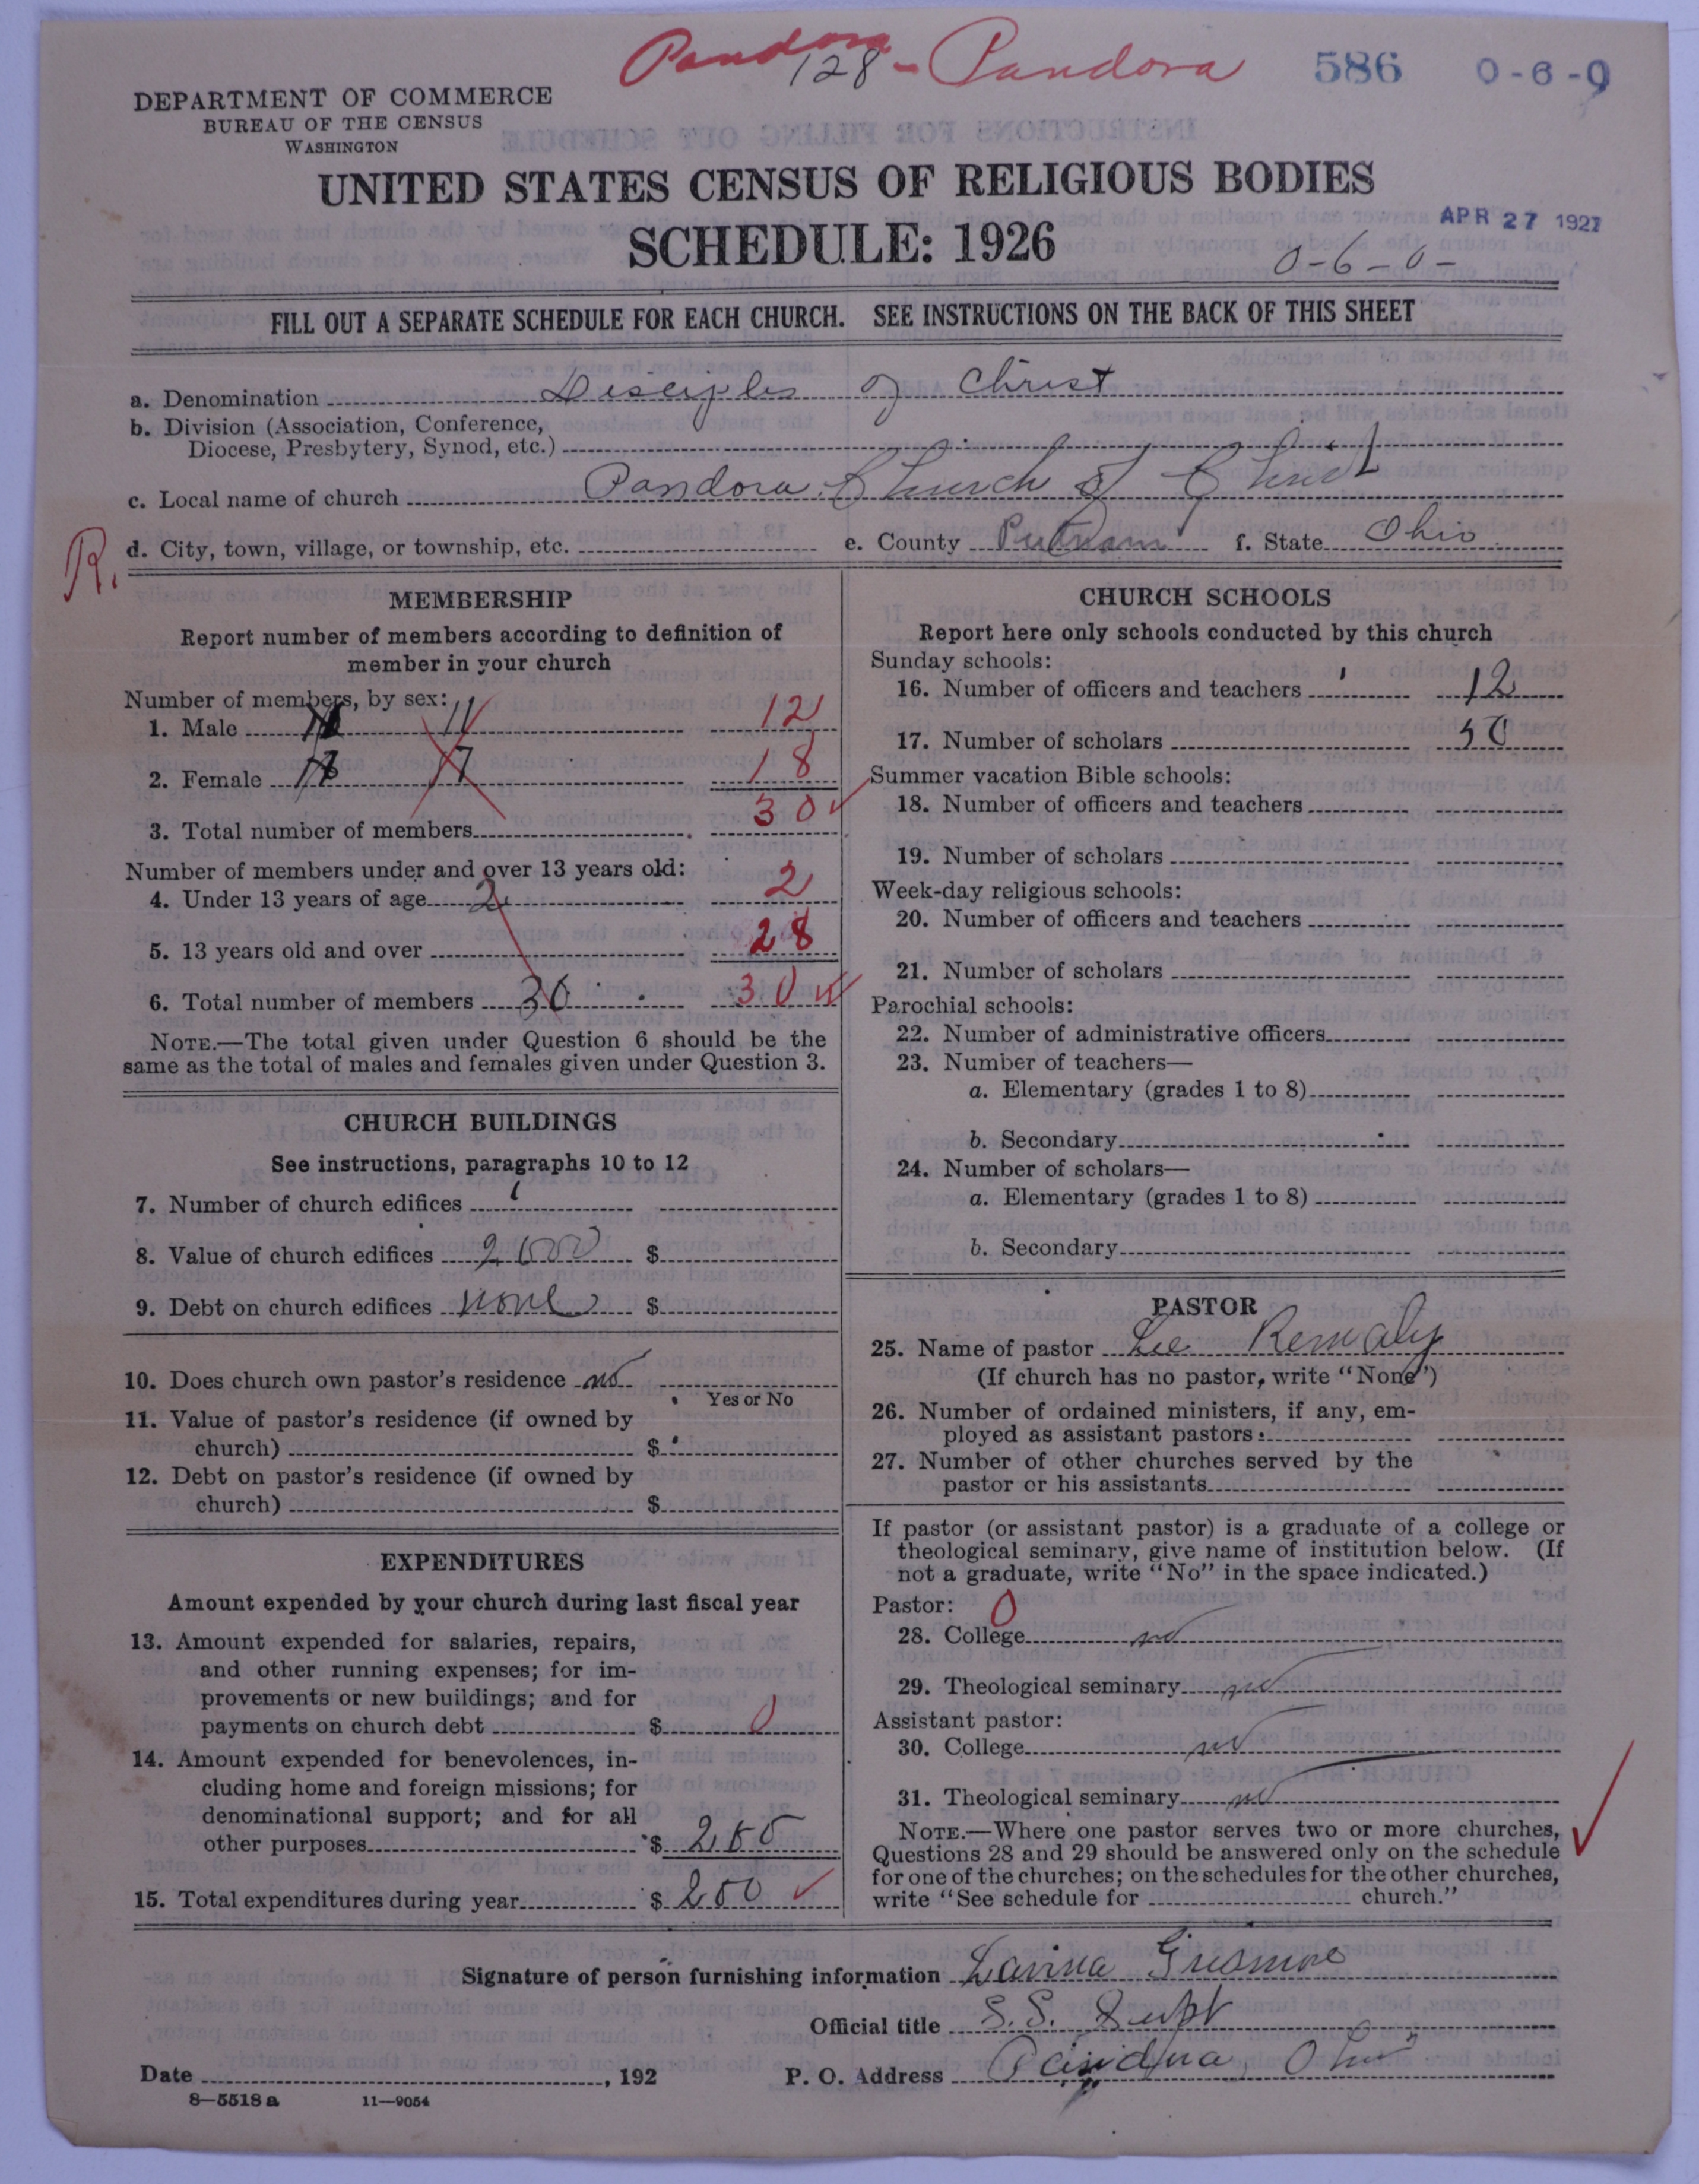 Pandora
128 - Pandora 586 0-6-0
DEPARTMENT OF COMMERCE
BUREAU OF THE CENSUS
WASHINGTON
UNITED STATES CENSUS OF RELIGIOUS BODIES
APR 27 1927
SCHEDULE: 1926
0-6-0-
FILL OUT A SEPARATE SCHEDULE FOR EACH CHURCH. SEE INSTRUCTIONS ON THE BACK OF THIS SHEET
a. Denomination Disciples of Christ
b. Division (Association, Conference,
Diocese, Presbytery, Synod, etc.)
c. Local name of church Pandora Church of Christ
R.
d. City, town, village, or township, etc. e. County Putnam f. State Ohio
MEMBERSHIP
Report number of members according to definition of
member in your church
Number of members, by sex:
1. Male 11 12
2. Female 18 17 18
3. Total number of members 30
Number of members under and over 13 years old:
4. Under 13 years of age 2 2
5. 13 years old and over 28
6. Total number of members 30 30
NOTE.—The total given under Question 6 should be the
same as the total of males and females given under Question 3.
CHURCH BUILDINGS
See instructions, paragraphs 10 to 12
7. Number of church edifices 1
8. Value of church edifices 2000 $
9. Debt on church edifices none $
10. Does church own pastor's residence no
Yes or No
11. Value of pastor's residence (if owned by
church) $
12. Debt on pastor's residence (if owned by
church) $
EXPENDITURES
Amount expended by your church during last fiscal year
13. Amount expended for salaries, repairs,
and other running expenses; for im-
provements or new buildings; and for
payments on church debt $ 0
14. Amount expended for benevolences, in-
cluding home and foreign missions; for
denominational support; and for all
other purposes $ 200
15. Total expenditures during year $ 200
CHURCH SCHOOLS
Report here only schools conducted by this church
Sunday schools:
16. Number of officers and teachers 12
17. Number of scholars 50
Summer vacation Bible schools:
18. Number of officers and teachers
19. Number of scholars
Week-day religious schools:
20. Number of officers and teachers
21. Number of scholars
Parochial schools:
22. Number of administrative officers
23. Number of teachers—
a. Elementary (grades 1 to 8)
b. Secondary
24. Number of scholars—
a. Elementary (grades 1 to 8)
b. Secondary
PASTOR
25. Name of pastor Lee Remaly
(If church has no pastor, write "None")
26. Number of ordained ministers, if any, em-
ployed as assistant pastors
27. Number of other churches served by the
pastor or his assistants
If pastor (or assistant pastor) is a graduate of a college or
theological seminary, give name of institution below. (If
not a graduate, write "No" in the space indicated.)
Pastor: 0
28. College no
29. Theological seminary no
Assistant pastor:
30. College no
31. Theological seminary no
NOTE.—Where one pastor serves two or more churches,
Questions 28 and 29 should be answered only on the schedule
for one of the churches; on the schedules for the other churches,
write "See schedule for church."
Signature of person furnishing information Lavina
Official title S.S. Supt
Date , 192 P. O. Address Pandora, Ohio
8—5518a 11—9054